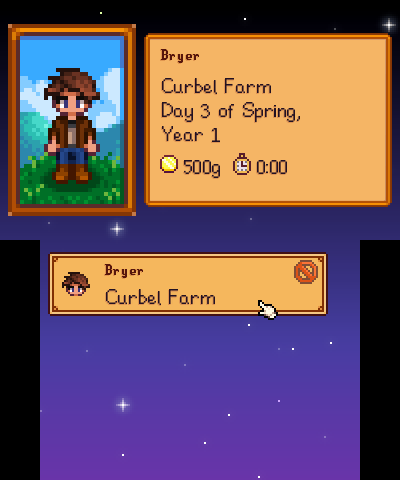 Bryer
Curbel Farm
Day 3 of Spring,
Year 1
500g 0:00
Bryer
Curbel Farm